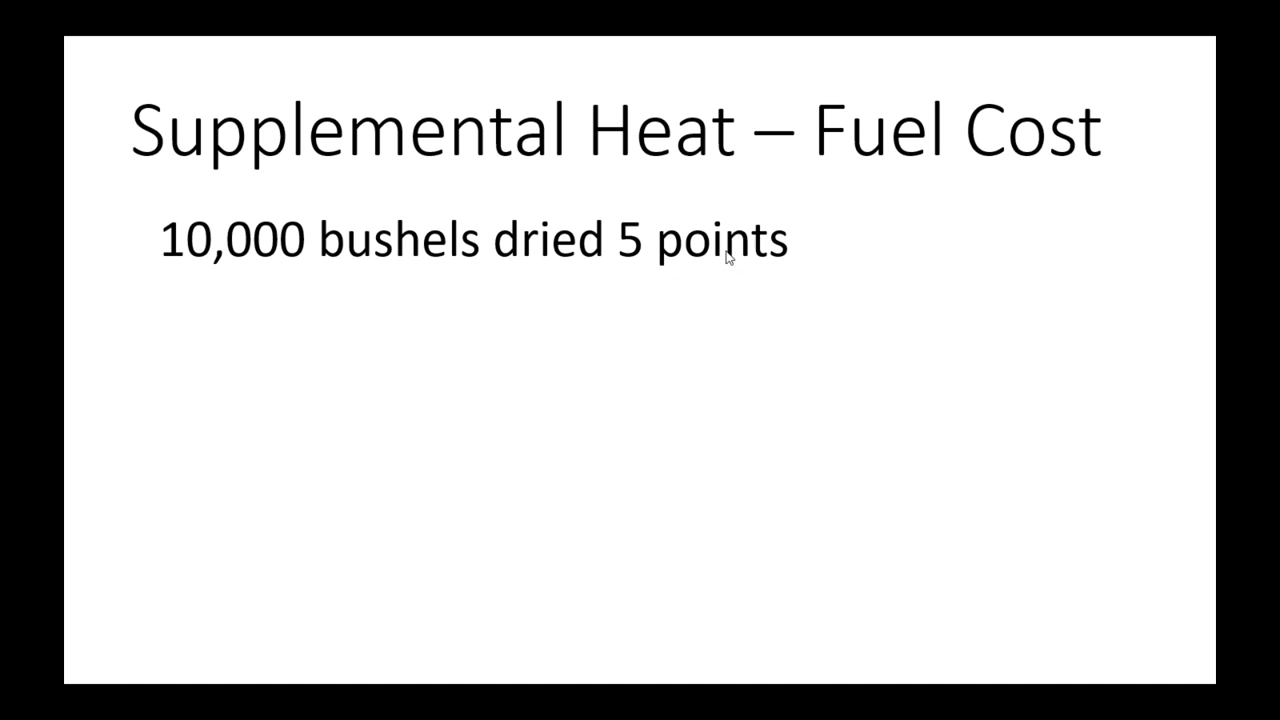 Supplemental Heat – Fuel Cost
10,000 bushels dried 5 points